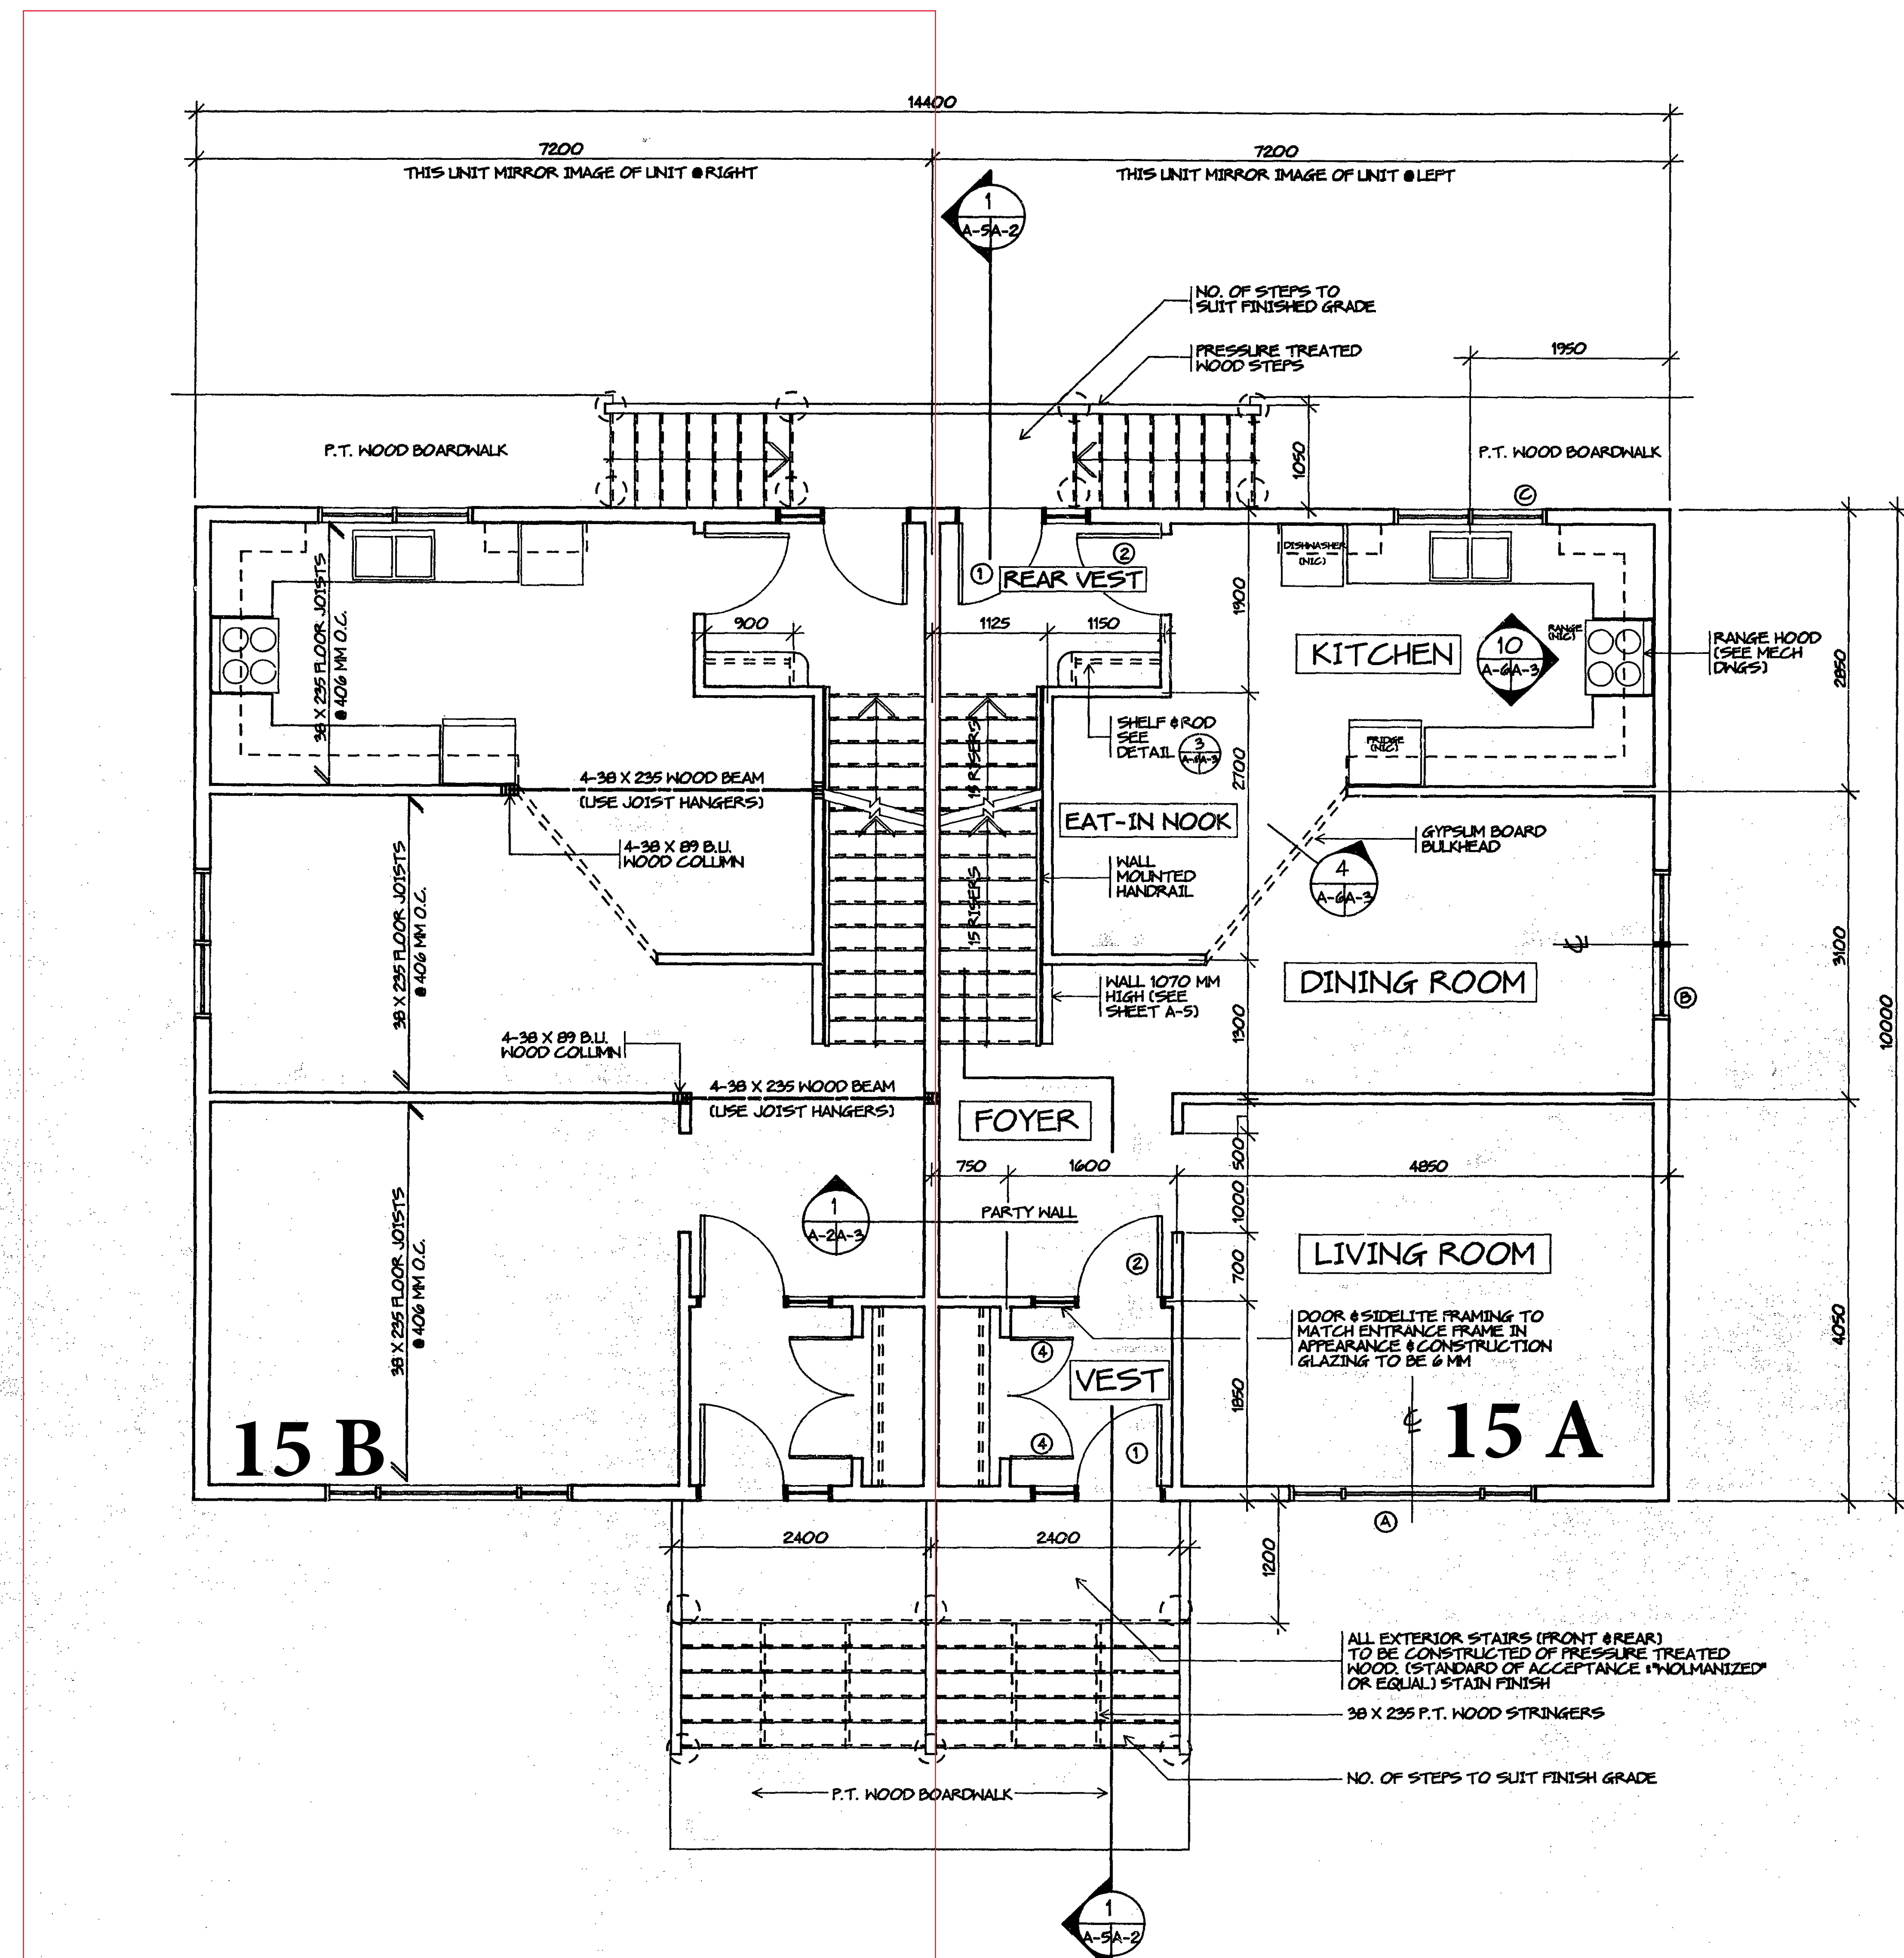 14400
7200
7200
THIS UNIT MIRROR IMAGE OF UNIT @ RIGHT
THIS UNIT MIRROR IMAGE OF UNIT @ LEFT
1
A-5 A-2
NO. OF STEPS TO
SUIT FINISHED GRADE
PRESSURE TREATED
WOOD STEPS
1950
P.T. WOOD BOARDWALK
1050
P.T. WOOD BOARDWALK
C
38 X 235 FLOOR JOISTS
@ 406 MM O.C.
1
REAR VEST
2
DISHWASHER
(NIC)
1900
900
1125
1150
KITCHEN
10
A-6 A-3
RANGE
(NIC)
RANGE HOOD
(SEE MECH
DWGS)
2850
10000
SHELF & ROD
SEE
DETAIL
3
15 RISERS
FRIDGE
(NIC)
2700
4-38 X 235 WOOD BEAM
(USE JOIST HANGERS)
EAT-IN NOOK
GYPSUM BOARD
BULKHEAD
4-38 X 89 B.U.
WOOD COLUMN
WALL
MOUNTED
HANDRAIL
4
A-6 A-3
15 RISERS
38 X 235 FLOOR JOISTS
@ 406 MM O.C.
3100
DINING ROOM
B
WALL 1070 MM
HIGH (SEE
SHEET A-5)
1300
4-38 X 89 B.U.
WOOD COLUMN
4-38 X 235 WOOD BEAM
(USE JOIST HANGERS)
FOYER
500
750
1600
4850
1000
1
A-2 A-3
PARTY WALL
38 X 235 FLOOR JOISTS
@ 406 MM O.C.
2
700
LIVING ROOM
4050
DOOR & SIDELITE FRAMING TO
MATCH ENTRANCE FRAME IN
APPEARANCE & CONSTRUCTION
GLAZING TO BE 6 MM
4
VEST
1850
15 B
15 A
4
1
A
2400
2400
1200
ALL EXTERIOR STAIRS (FRONT & REAR)
TO BE CONSTRUCTED OF PRESSURE TREATED
WOOD. (STANDARD OF ACCEPTANCE : "WOLMANIZED"
OR EQUAL) STAIN FINISH
38 X 235 P.T. WOOD STRINGERS
NO. OF STEPS TO SUIT FINISH GRADE
P.T. WOOD BOARDWALK
1
A-5 A-2